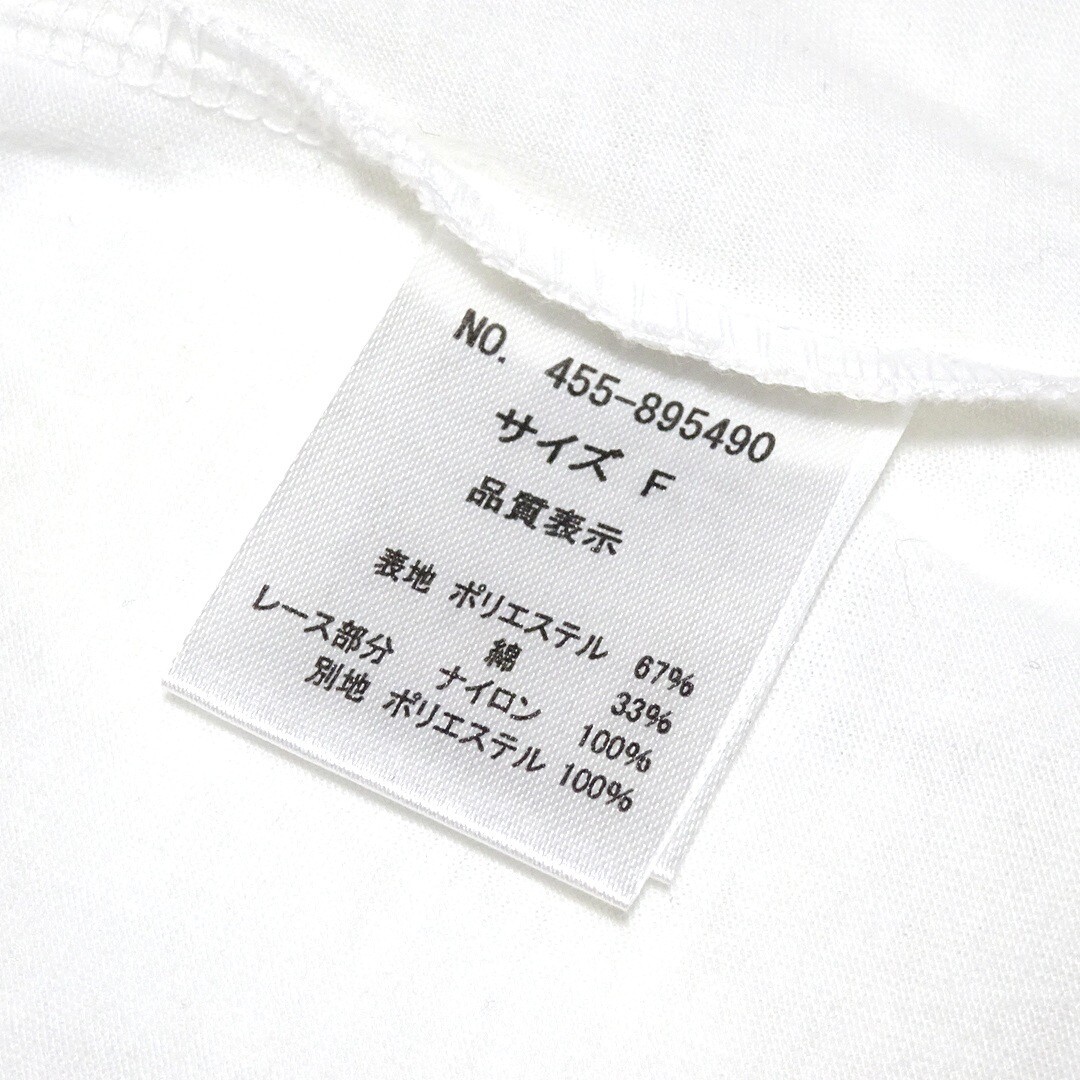 NO. 455-895490
サイズ F
品質表示
表地 ポリエステル 67%
綿 33%
レース部分 ナイロン 100%
別地 ポリエステル 100%